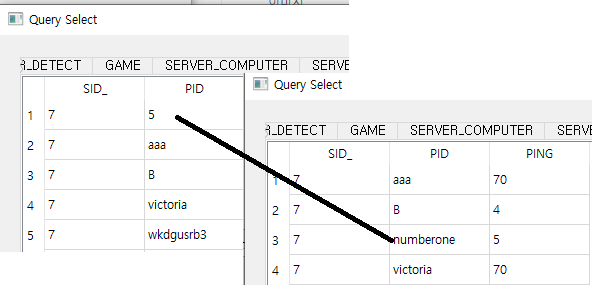 Query Select
R_DETECT GAME SERVER_COMPUTER SERVE
SID_ PID
1 7 5
2 7 aaa
3 7 B
4 7 victoria
5 7 wkdgusrb3
Query Select
R_DETECT GAME SERVER_COMPUTER SERVE
SID_ PID PING
1 7 aaa 70
2 7 B 4
3 7 numberone 5
4 7 victoria 70